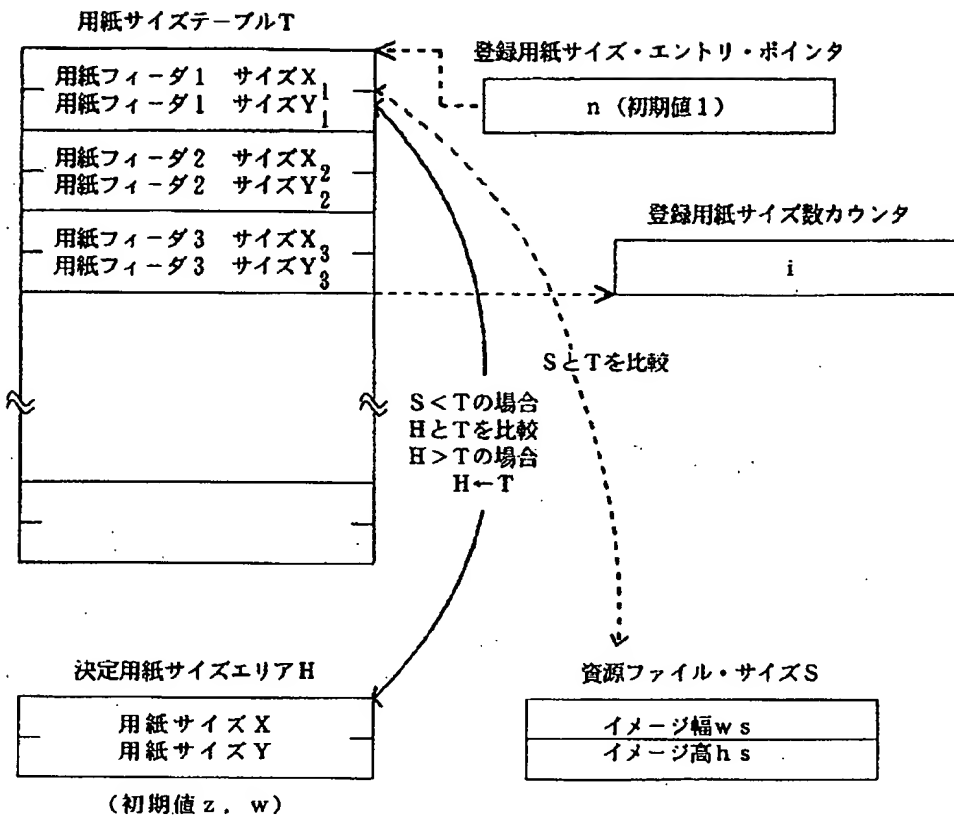 用紙サイズテーブルT
用紙フィーダ1 サイズX1
用紙フィーダ1 サイズY1
用紙フィーダ2 サイズX2
用紙フィーダ2 サイズY2
用紙フィーダ3 サイズX3
用紙フィーダ3 サイズY3
登録用紙サイズ・エントリ・ポインタ
n(初期値1)
登録用紙サイズ数カウンタ
i
SとTを比較
S<Tの場合
HとTを比較
H>Tの場合
H←T
決定用紙サイズエリアH
用紙サイズX
用紙サイズY
(初期値z.w)
資源ファイル・サイズS
イメージ幅ws
イメージ高hs